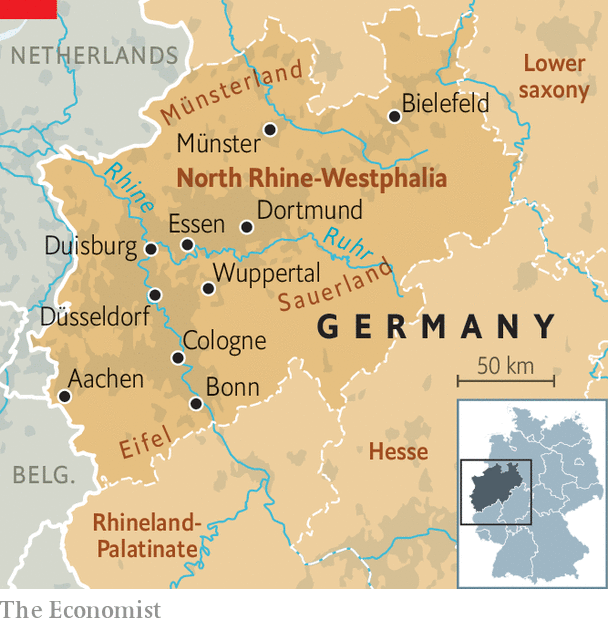 NETHERLANDS
Lower
saxony
Münsterland
Bielefeld
Münster
North Rhine-Westphalia
Rhine
Dortmund
Essen
Ruhr
Duisburg
Wuppertal
Sauerland
Düsseldorf
GERMANY
Cologne
50 km
Aachen
Bonn
Eifel
Hesse
BELG.
Rhineland-
Palatinate
The Economist